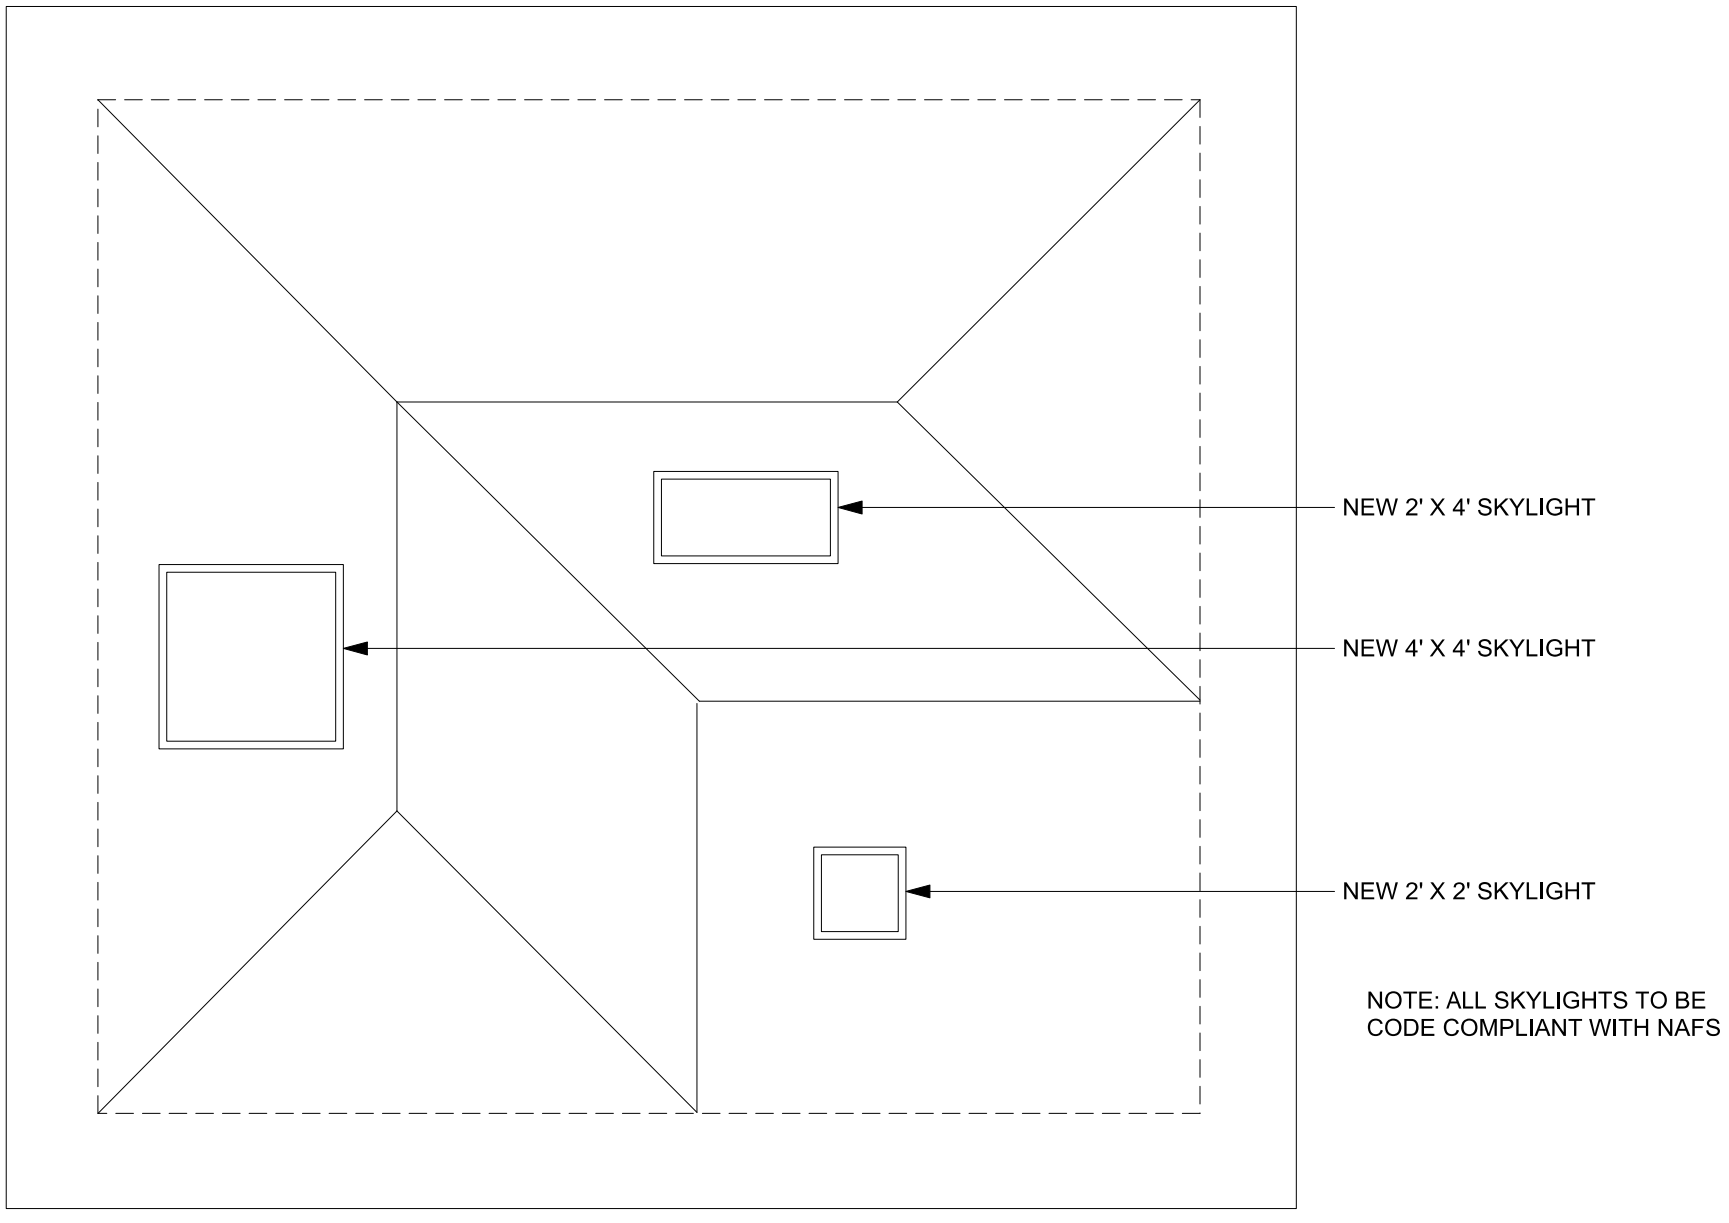 NEW 2' X 4' SKYLIGHT
NEW 4' X 4' SKYLIGHT
NEW 2' X 2' SKYLIGHT
NOTE: ALL SKYLIGHTS TO BE
CODE COMPLIANT WITH NAFS